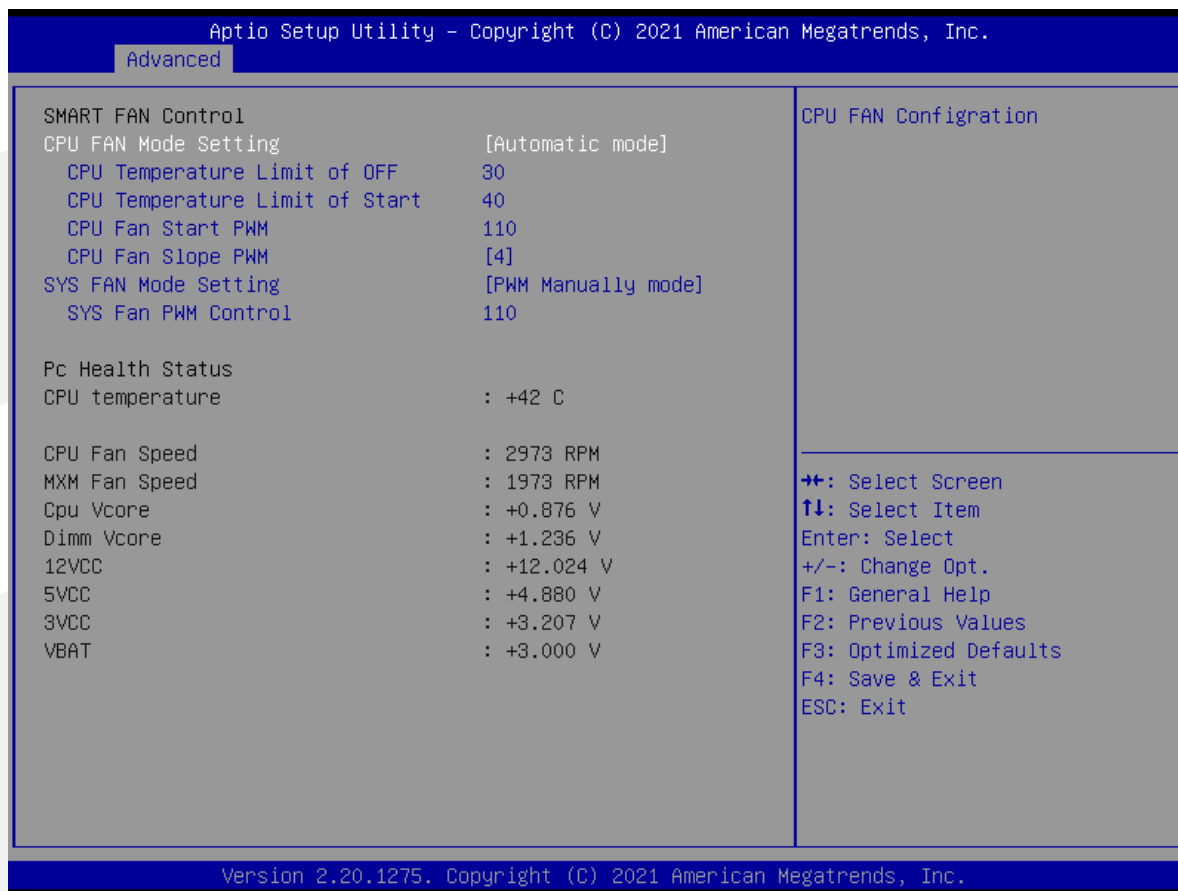 Aptio Setup Utility – Copyright (C) 2021 American Megatrends, Inc.
Advanced
SMART FAN Control
CPU FAN Mode Setting [Automatic mode]
CPU Temperature Limit of OFF 30
CPU Temperature Limit of Start 40
CPU Fan Start PWM 110
CPU Fan Slope PWM [4]
SYS FAN Mode Setting [PWM Manually mode]
SYS Fan PWM Control 110
Pc Health Status
CPU temperature : +42 C
CPU Fan Speed : 2973 RPM
MXM Fan Speed : 1973 RPM
Cpu Vcore : +0.876 V
Dimm Vcore : +1.236 V
12VCC : +12.024 V
5VCC : +4.880 V
3VCC : +3.207 V
VBAT : +3.000 V
CPU FAN Configration
→←: Select Screen
↑↓: Select Item
Enter: Select
+/-: Change Opt.
F1: General Help
F2: Previous Values
F3: Optimized Defaults
F4: Save & Exit
ESC: Exit
Version 2.20.1275. Copyright (C) 2021 American Megatrends, Inc.